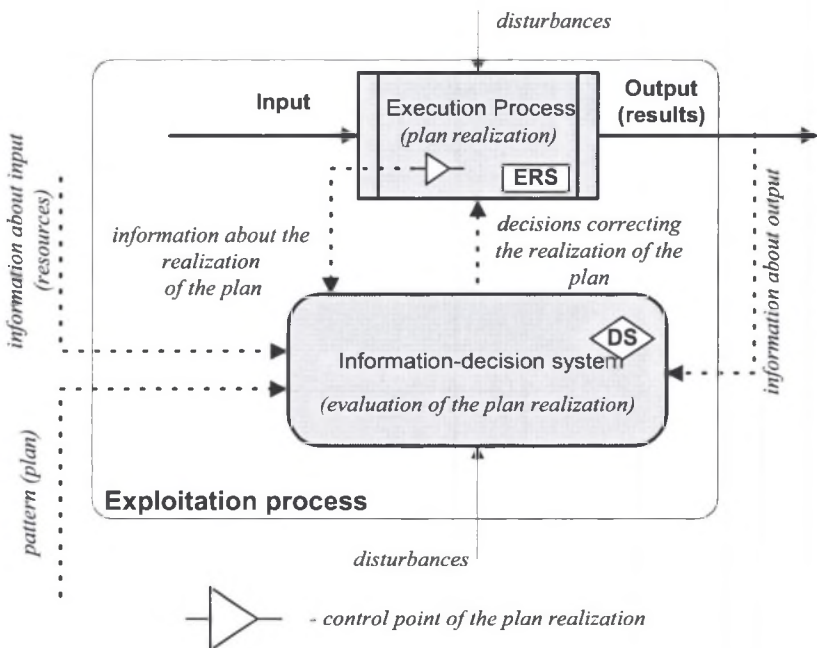 disturbances
Input
Execution Process
(plan realization)
ERS
Output
(results)
information about input
(resources)
information about the
realization
of the plan
decisions correcting
the realization of the
plan
information about output
DS
Information-decision system
(evaluation of the plan realization)
pattern (plan)
Exploitation process
disturbances
- control point of the plan realization